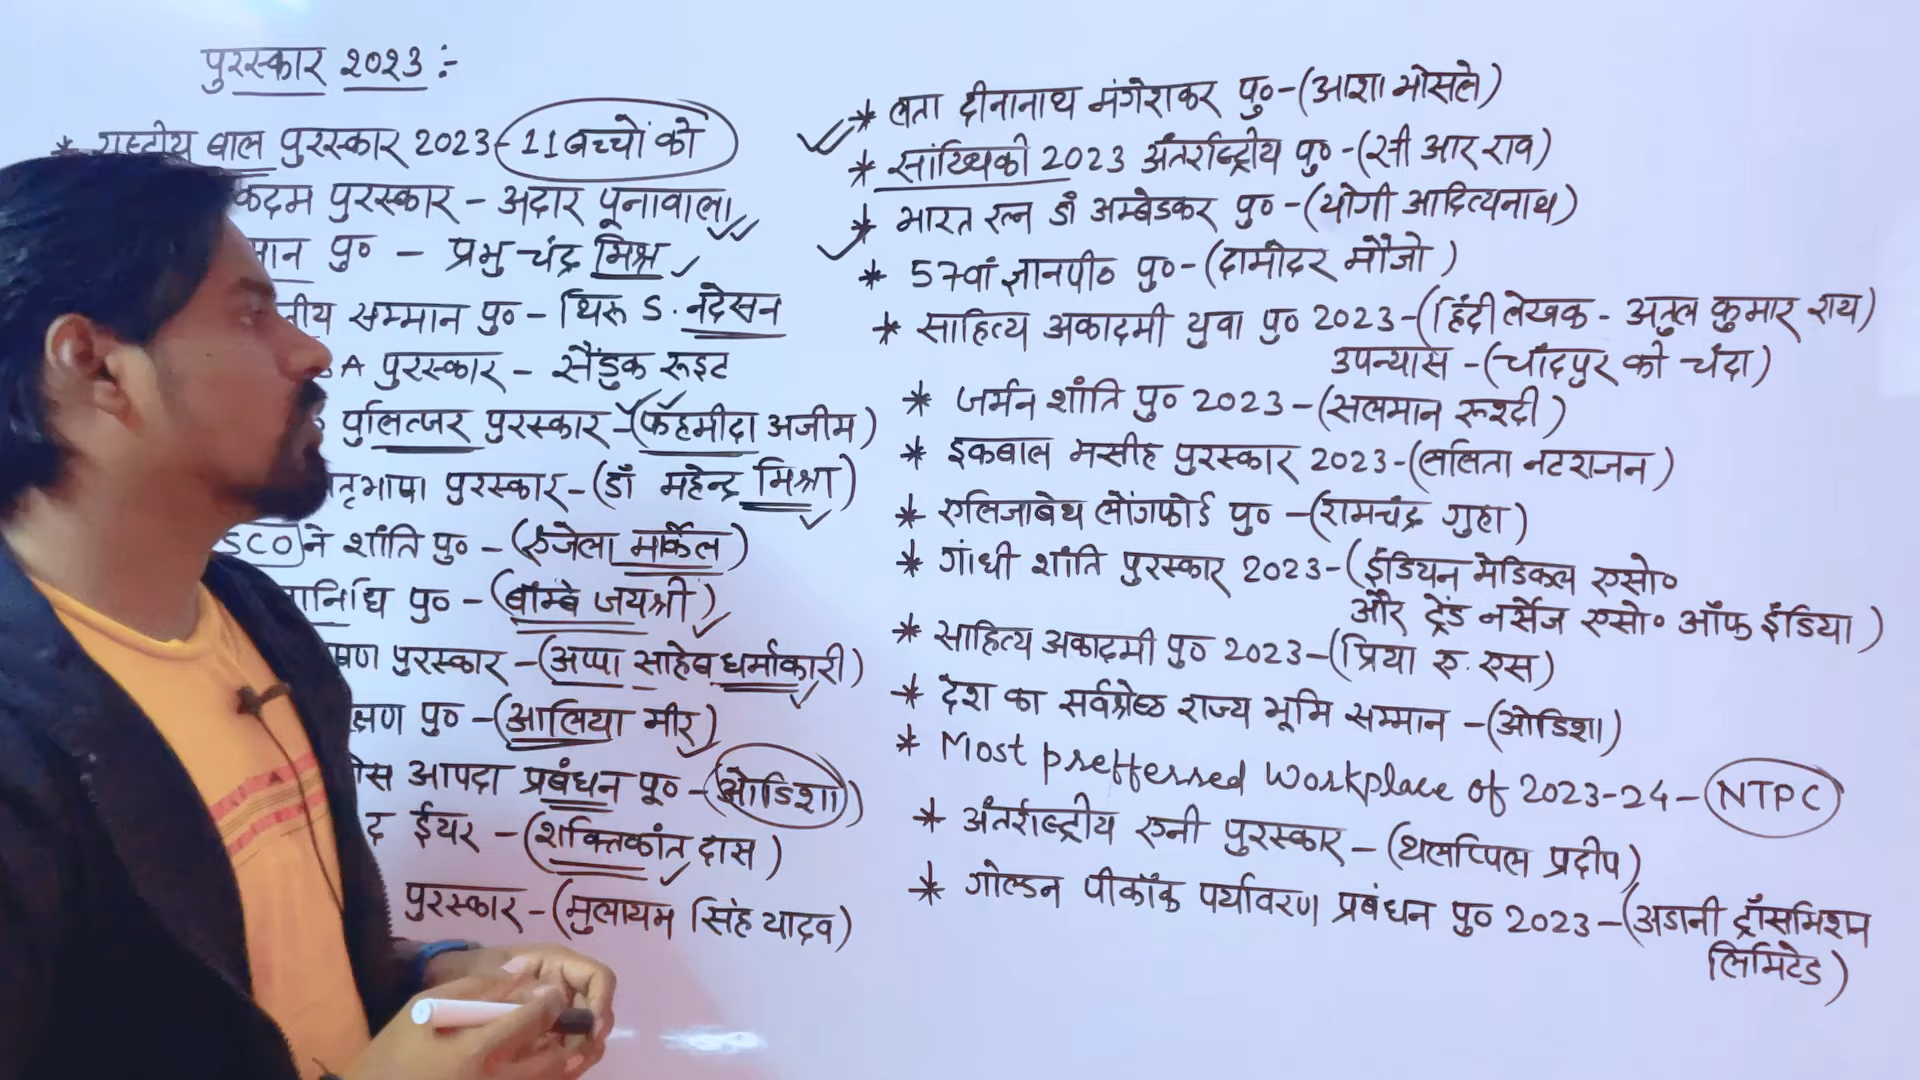 पुरस्कार २०२३ :-
* राष्ट्रीय बाल पुरस्कार 2023 - 11 बच्चों को
कदम पुरस्कार - अदार पूनावाला
मान पु० - प्रभु चंद्र मिश्र
तीय सम्मान पु० - थिरू S. नंदेसन
A पुरस्कार - सैंडुक रूइट
पुलित्जर पुरस्कार - (फहमीदा अजीम)
तृभाषा पुरस्कार - (डॉ महेन्द्र मिश्रा)
SCO ने शांति पु० - (एंजेला मार्केल)
ानिधि पु० - (बॉम्बे जयश्री)
षण पुरस्कार - (अप्पा साहेब धर्माकारी)
क्षण पु० - (आलिया मीर)
ोस आपदा प्रबंधन पू० - (ओडिशा)
द ईयर - (शक्तिकांत दास)
पुरस्कार - (मुलायम सिंह यादव)
* लता दीनानाथ मंगेशकर पु० - (आशा भोसले)
* सांख्यिकी 2023 अंतर्राष्ट्रीय पु० - (सी आर राव)
* भारत रत्न डॉ अम्बेडकर पु० - (योगी आदित्यनाथ)
* 57वां ज्ञानपी० पु० - (दामोदर मौजो)
* साहित्य अकादमी युवा पु० 2023 - (हिंदी लेखक - अतुल कुमार राय)
उपन्यास - (चाँदपुर की चंदा)
* जर्मन शांति पु० 2023 - (सलमान रूश्दी)
* इकबाल मसीह पुरस्कार 2023 - (ललिता नटराजन)
* एलिजाबेथ लोंगफोर्ड पु० - (रामचंद्र गुहा)
* गांधी शांति पुरस्कार 2023 - (इंडियन मेडिकल एसो०
और ट्रेंड नर्सेज एसो० ऑफ इंडिया)
* साहित्य अकादमी पु० 2023 - (प्रिया ए. एस)
* देश का सर्वश्रेष्ठ राज्य भूमि सम्मान - (ओडिशा)
* Most prefferred Workplace of 2023-24 - (NTPC)
* अंतर्राष्ट्रीय एनी पुरस्कार - (थलप्पिल प्रदीप)
* गोल्डन पीकॉक पर्यावरण प्रबंधन पु० 2023 - (अडानी ट्रांसमिशन
लिमिटेड)